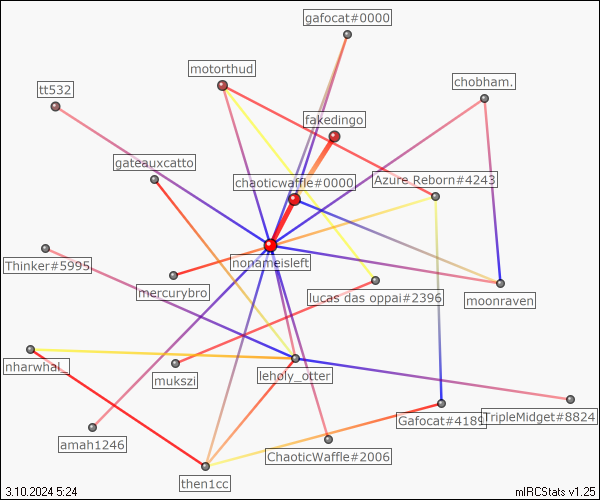 gafocat#0000
motorthud
chobham.
tt532
fakedingo
gateauxcatto
chaoticwaffle#0000
Azure Reborn#4243
nonameisleft
Thinker#5995
mercurybro
lucas das oppai#2396
moonraven
nharwhal_
mukszi
leholy_otter
Gafocat#4189
TripleMidget#8824
amah1246
ChaoticWaffle#2006
then1cc
3.10.2024 5:24
mIRCStats v1.25